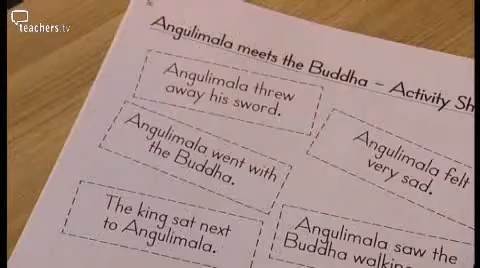 teachers.tv
Angulimala meets the Buddha – Activity Sh
Angulimala threw
away his sword.
Angulimala felt
very sad.
Angulimala went with
the Buddha.
The king sat next
to Angulimala.
Angulimala saw the
Buddha walkin